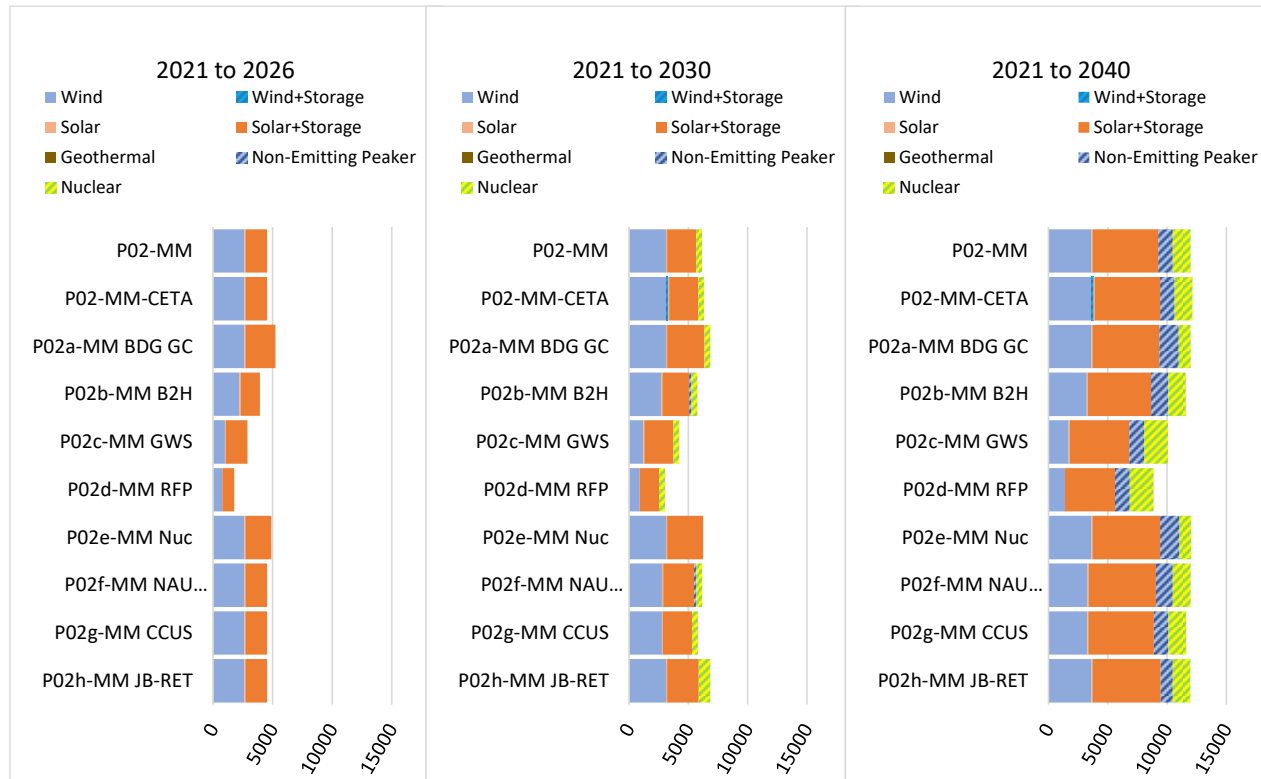 2021 to 2026
Wind
Wind+Storage
Solar
Solar+Storage
Geothermal
Non-Emitting Peaker
Nuclear
P02-MM
P02-MM-CETA
P02a-MM BDG GC
P02b-MM B2H
P02c-MM GWS
P02d-MM RFP
P02e-MM Nuc
P02f-MM NAU...
P02g-MM CCUS
P02h-MM JB-RET
0
5000
10000
15000
2021 to 2030
Wind
Wind+Storage
Solar
Solar+Storage
Geothermal
Non-Emitting Peaker
Nuclear
P02-MM
P02-MM-CETA
P02a-MM BDG GC
P02b-MM B2H
P02c-MM GWS
P02d-MM RFP
P02e-MM Nuc
P02f-MM NAU...
P02g-MM CCUS
P02h-MM JB-RET
0
5000
10000
15000
2021 to 2040
Wind
Wind+Storage
Solar
Solar+Storage
Geothermal
Non-Emitting Peaker
Nuclear
P02-MM
P02-MM-CETA
P02a-MM BDG GC
P02b-MM B2H
P02c-MM GWS
P02d-MM RFP
P02e-MM Nuc
P02f-MM NAU...
P02g-MM CCUS
P02h-MM JB-RET
0
5000
10000
15000